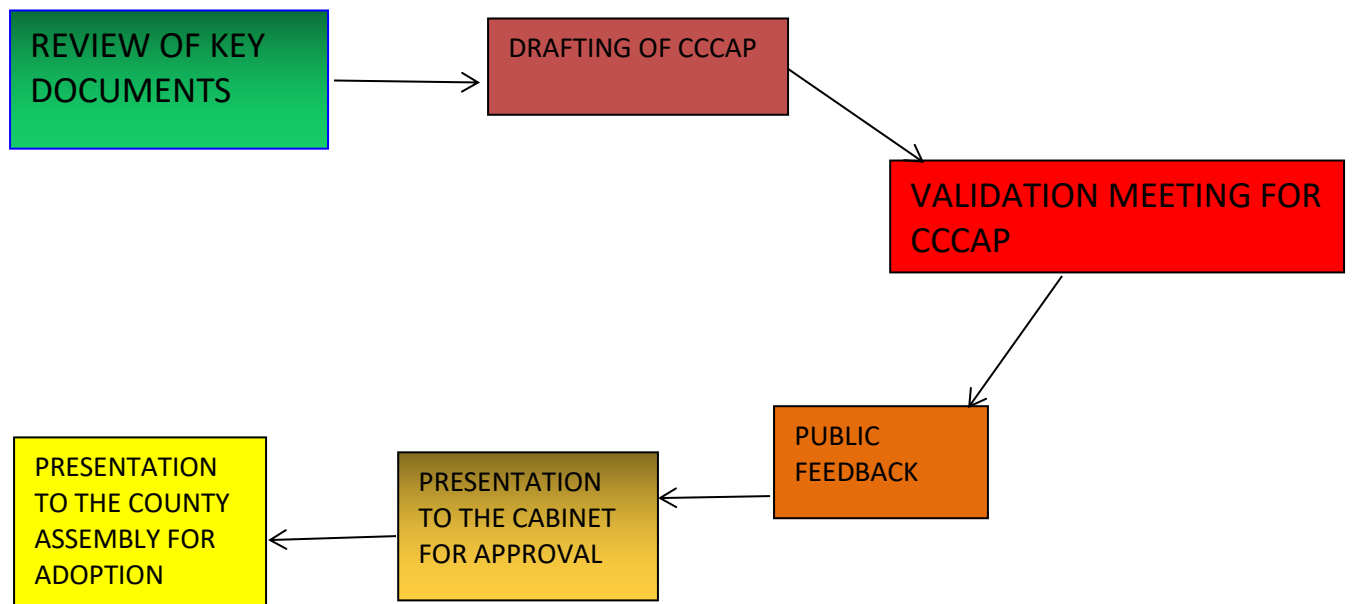 REVIEW OF KEY
DOCUMENTS
DRAFTING OF CCCAP
VALIDATION MEETING FOR
CCCAP
PUBLIC
FEEDBACK
PRESENTATION
TO THE CABINET
FOR APPROVAL
PRESENTATION
TO THE COUNTY
ASSEMBLY FOR
ADOPTION